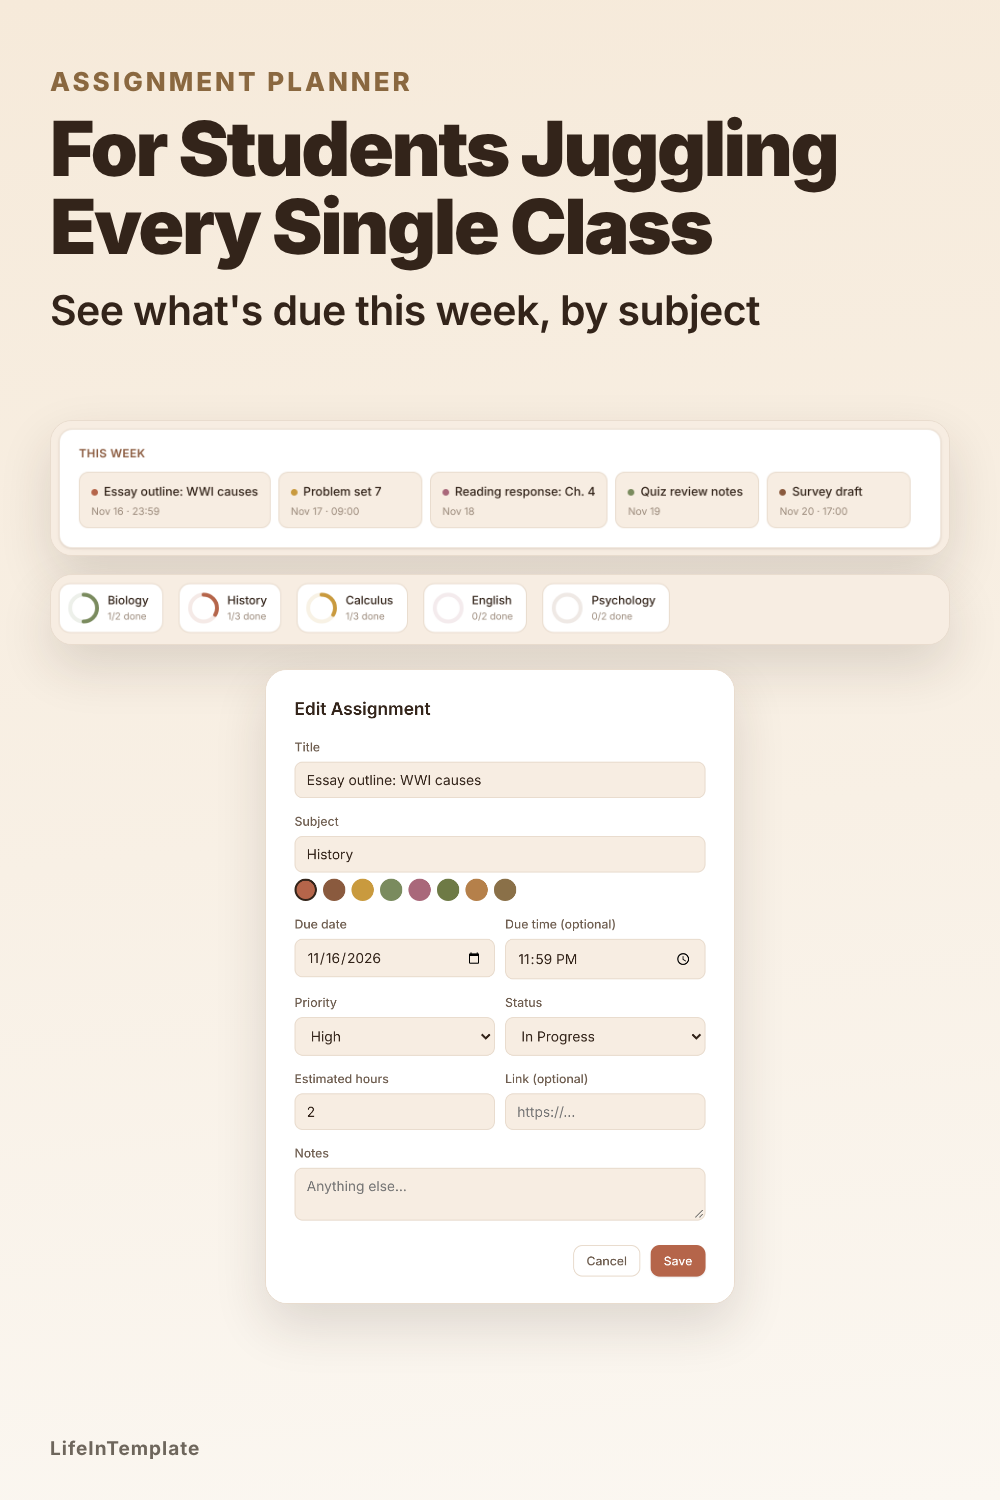 ASSIGNMENT PLANNER
For Students Juggling
Every Single Class
See what's due this week, by subject
THIS WEEK
Essay outline: WWI causes
Nov 16 · 23:59
Problem set 7
Nov 17 · 09:00
Reading response: Ch. 4
Nov 18
Quiz review notes
Nov 19
Survey draft
Nov 20 · 17:00
Biology
1/2 done
History
1/3 done
Calculus
1/3 done
English
0/2 done
Psychology
0/2 done
Edit Assignment
Title
Essay outline: WWI causes
Subject
History
Due date
Due time (optional)
11/16/2026
11:59 PM
Priority
Status
High
In Progress
Estimated hours
Link (optional)
2
https://...
Notes
Anything else...
Cancel
Save
LifeInTemplate